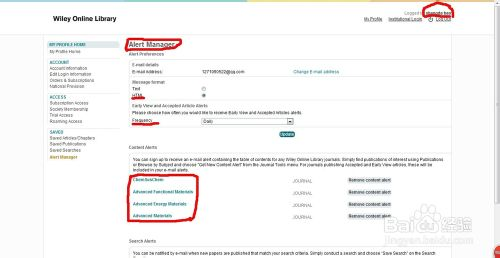 Wiley Online Library
Logged in as
My Profile Institutional Login Log Out
MY PROFILE HOME
My Profile Home
ACCOUNT
Account Information
Edit Login Information
Orders & Subscriptions
National Provision
ACCESS
Subscription Access
Society Membership
Trial Access
Roaming Access
SAVED
Saved Articles/Chapters
Saved Publications
Saved Searches
Alert Manager
Alert Manager
Alert Preferences
E-mail details
E-mail address:
@qq.com
Change E-mail address
Message format
Text
HTML
Early View and Accepted Article Alerts
Please choose how often you would like to receive Early View and Accepted Articles alerts.
Frequency
Daily
Update
Content Alerts
You can sign up to receive an e-mail alert containing the table of contents for any Wiley Online Library journals. Simply find publications of interest using Publications
or Browse by Subject and choose "Get New Content Alert" from the Journal Tools menu. For journals publishing Accepted and Early View articles, these will be
included in your e-mail alerts.
ChemSusChem JOURNAL Remove content alert
Advanced Functional Materials JOURNAL Remove content alert
Advanced Energy Materials JOURNAL Remove content alert
Advanced Materials JOURNAL Remove content alert
Search Alerts
You can be notified by e-mail when new papers are published that match your search criteria. Simply conduct a search and choose "Save Search" on the Search
Baidu 经验
jingyan.baidu.com